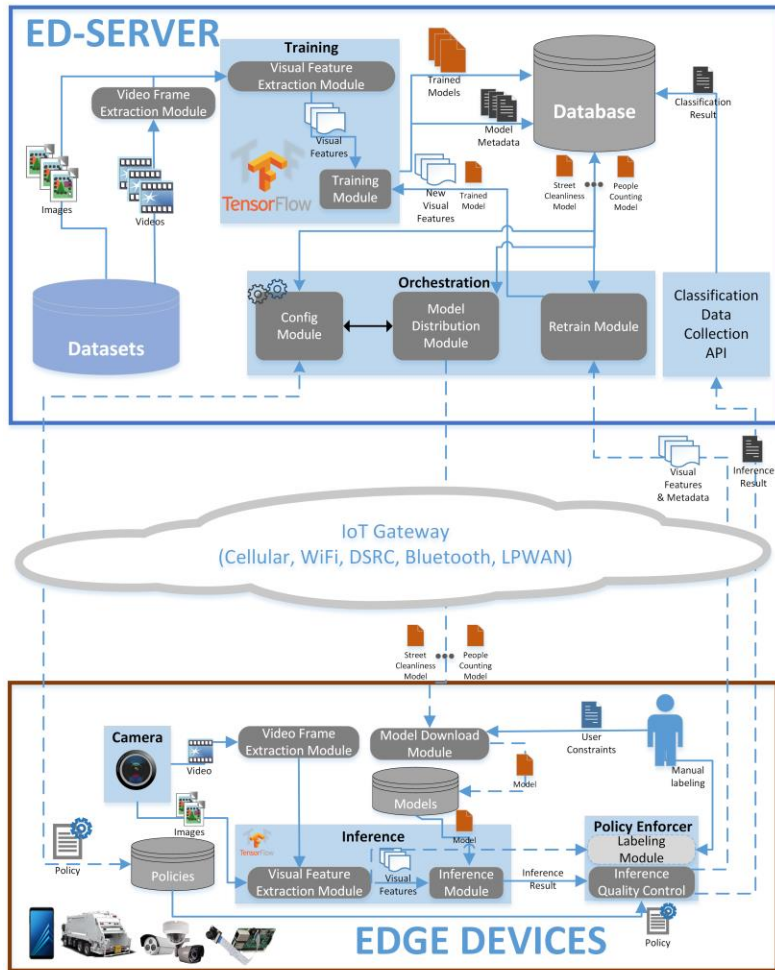 ED-SERVER
Training
Visual Feature
Extraction Module
Video Frame
Extraction Module
Trained
Models
Database
Classification
Result
Visual
Features
Model
Metadata
Images
Videos
TensorFlow
Training
Module
New
Visual
Features
Trained
Model
Street
Cleanliness
Model
People
Counting
Model
Datasets
Orchestration
Config
Module
Model
Distribution
Module
Retrain Module
Classification
Data
Collection
API
Visual
Features
& Metadata
Inference
Result
IoT Gateway
(Cellular, WiFi, DSRC, Bluetooth, LPWAN)
Street
Cleanliness
Model
People
Counting
Model
Camera
Video
Video Frame
Extraction Module
Model Download
Module
User
Constraints
Model
Manual
labeling
Models
Images
Model
TensorFlow
Inference
Policy Enforcer
Labeling
Module
Policy
Policies
Visual Feature
Extraction Module
Visual
Features
Inference
Module
Inference
Result
Inference
Quality Control
Policy
EDGE DEVICES